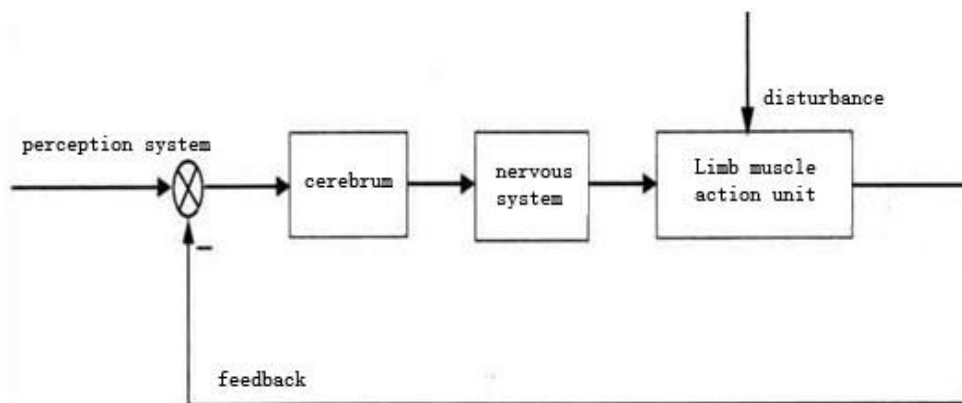 disturbance
perception system
cerebrum
nervous
system
Limb muscle
action unit
feedback